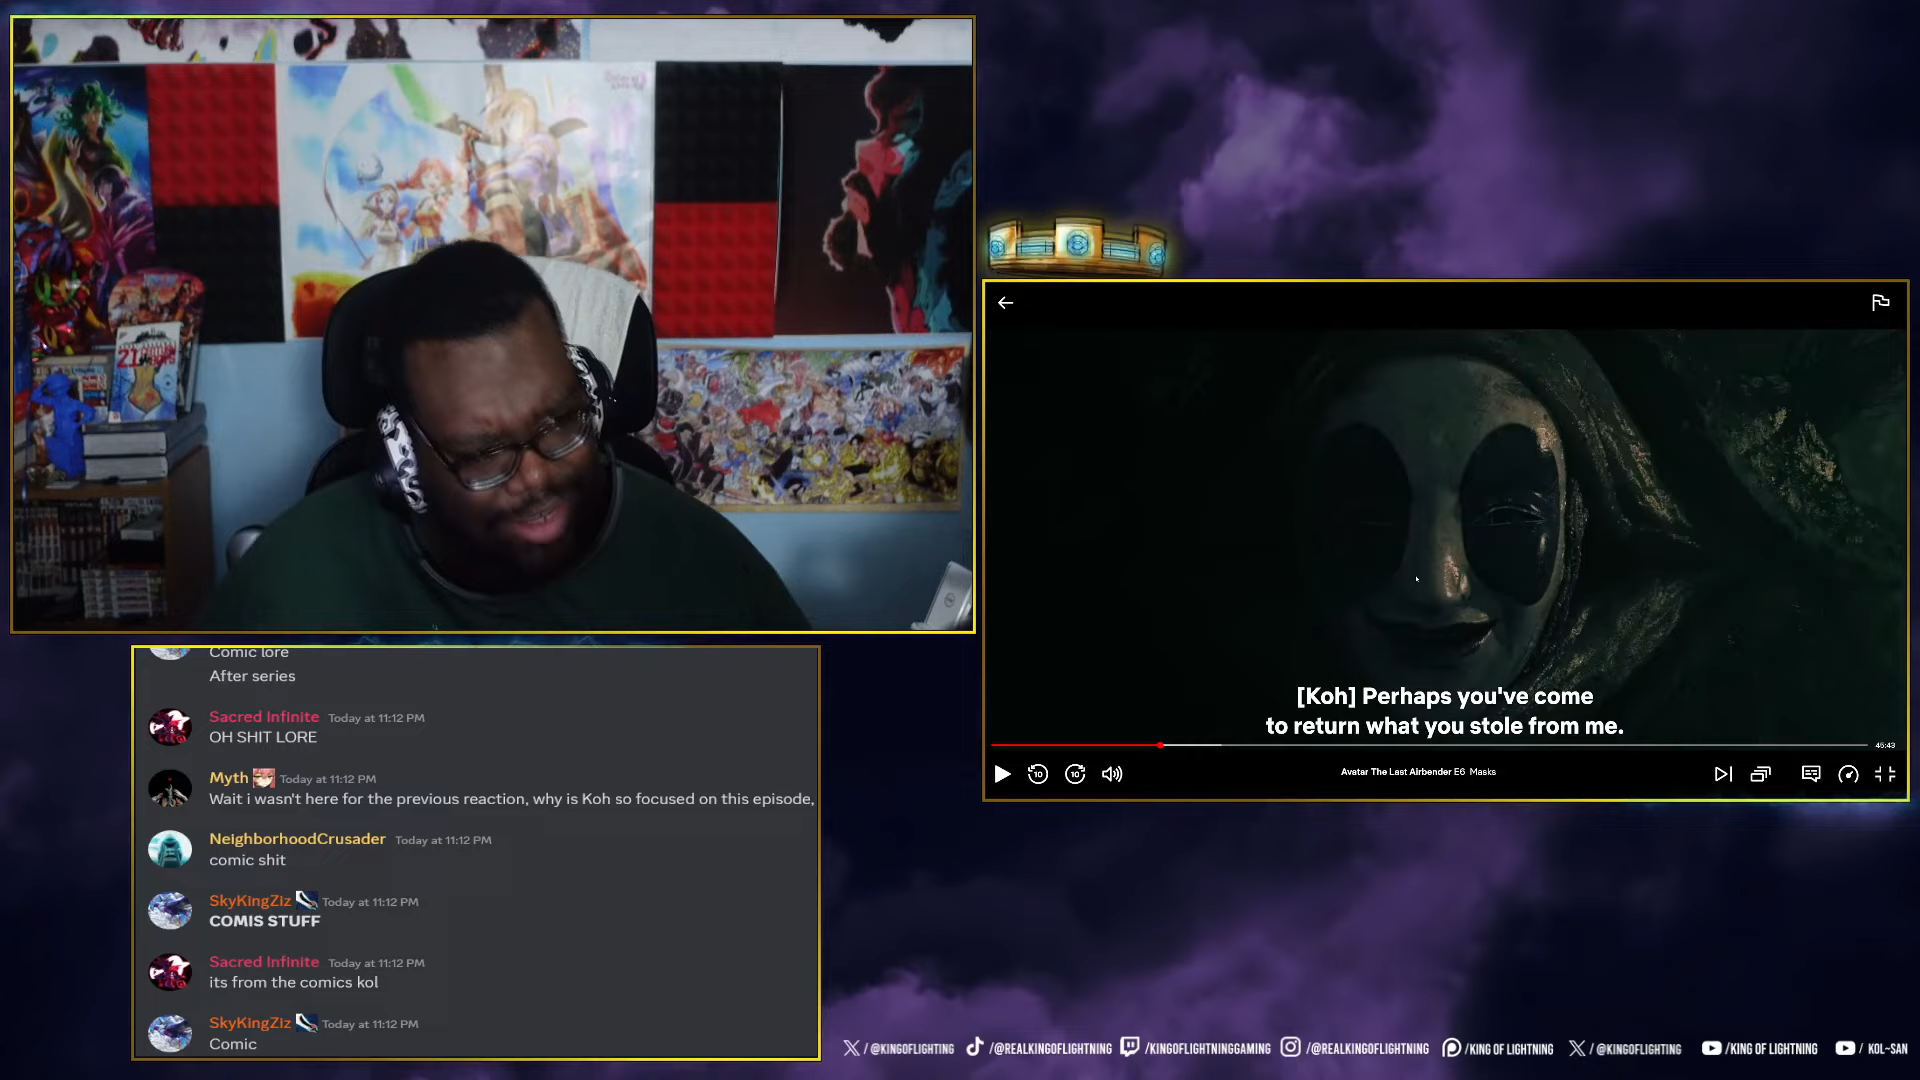 21
Comic lore
After series
Sacred Infinite Today at 11:12 PM
OH SHIT LORE
Myth Today at 11:12 PM
Wait i wasn't here for the previous reaction, why is Koh so focused on this episode,
NeighborhoodCrusader Today at 11:12 PM
comic shit
SkyKingZiz Today at 11:12 PM
COMIS STUFF
Sacred Infinite Today at 11:12 PM
its from the comics kol
SkyKingZiz Today at 11:12 PM
Comic
[Koh] Perhaps you've come
to return what you stole from me.
45:43
10
10
Avatar The Last Airbender E6 Masks
/ @KINGOFLIGHTING
/@REALKINGOFLIGHTNING
/KINGOFLIGHTNINGGAMING
/@REALKINGOFLIGHTNING
/KING OF LIGHTNING
/ @KINGOFLIGHTING
/KING OF LIGHTNING
/ KOL~SAN